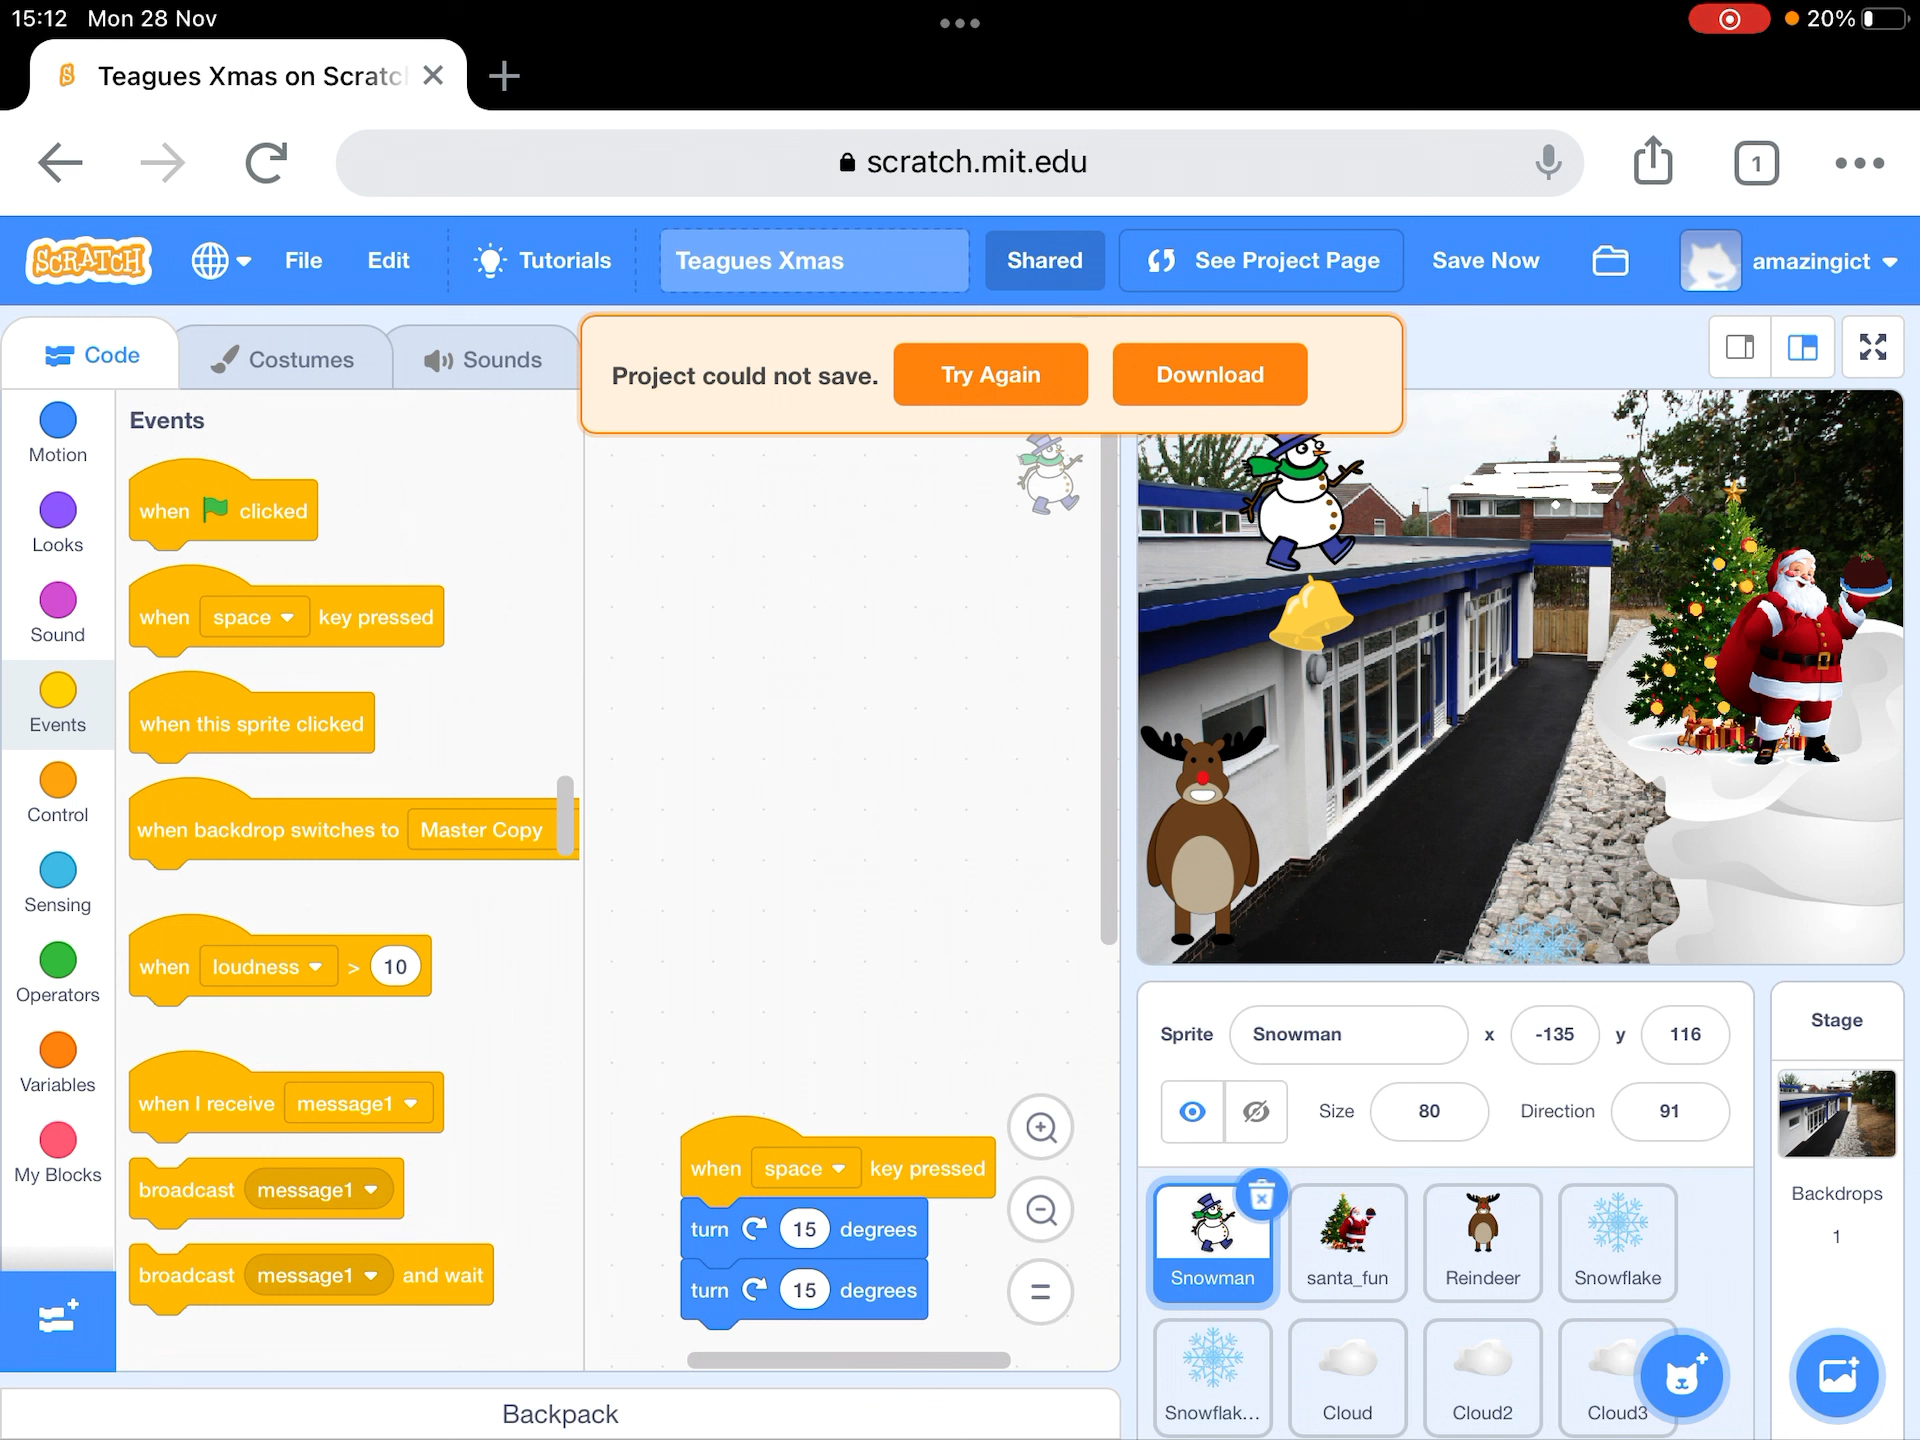 15:12 Mon 28 Nov
20%
Teagues Xmas on Scratc
scratch.mit.edu
1
SCRATCH
File
Edit
Tutorials
Teagues Xmas
Shared
See Project Page
Save Now
amazingict
Code
Costumes
Sounds
Project could not save.
Try Again
Download
Motion
Looks
Sound
Events
Control
Sensing
Operators
Variables
My Blocks
Events
when clicked
when space key pressed
when this sprite clicked
when backdrop switches to Master Copy
when loudness > 10
when I receive message1
broadcast message1
broadcast message1 and wait
when space key pressed
turn 15 degrees
turn 15 degrees
Backpack
Sprite Snowman x -135 y 116
Size 80 Direction 91
Snowman
santa_fun
Reindeer
Snowflake
Snowflak...
Cloud
Cloud2
Cloud3
Stage
Backdrops
1